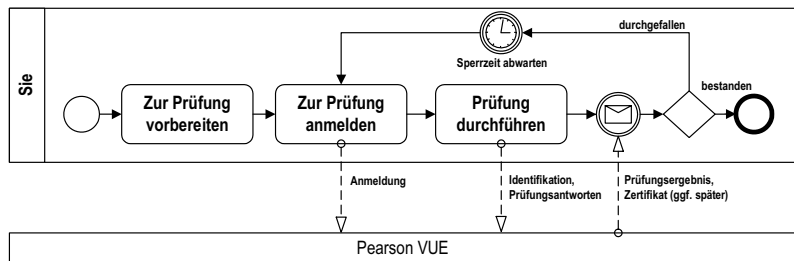 durchgefallen
Sperrzeit abwarten
bestanden
Sie
Zur Prüfung
vorbereiten
Zur Prüfung
anmelden
Prüfung
durchführen
Anmeldung
Identifikation,
Prüfungsantworten
Prüfungsergebnis,
Zertifikat (ggf. später)
Pearson VUE